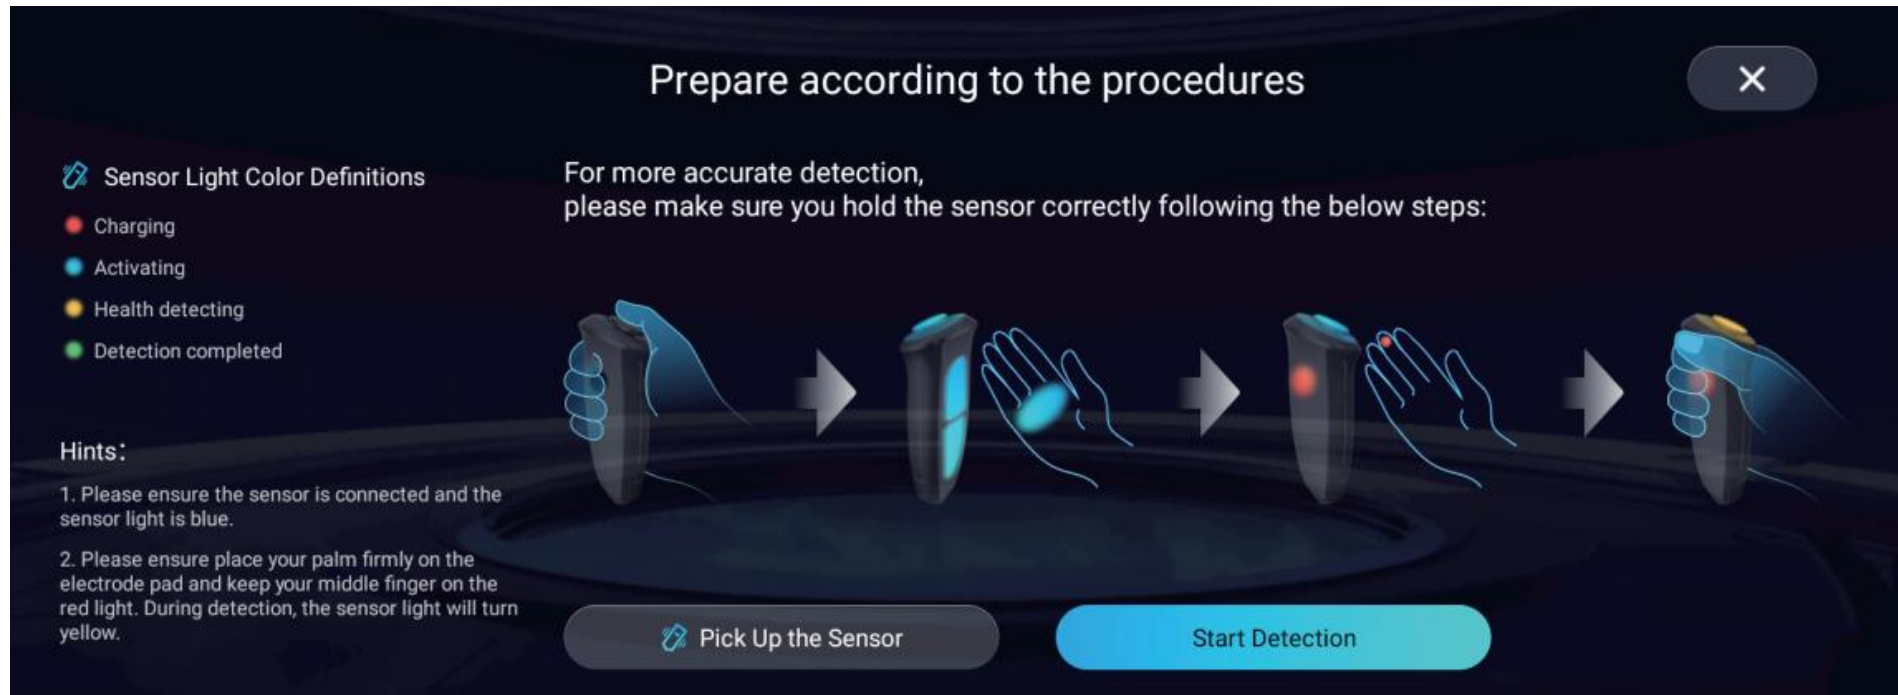 Prepare according to the procedures
Sensor Light Color Definitions
Charging
Activating
Health detecting
Detection completed
Hints:
1. Please ensure the sensor is connected and the
sensor light is blue.
2. Please ensure place your palm firmly on the
electrode pad and keep your middle finger on the
red light. During detection, the sensor light will turn
yellow.
For more accurate detection,
please make sure you hold the sensor correctly following the below steps:
Pick Up the Sensor
Start Detection